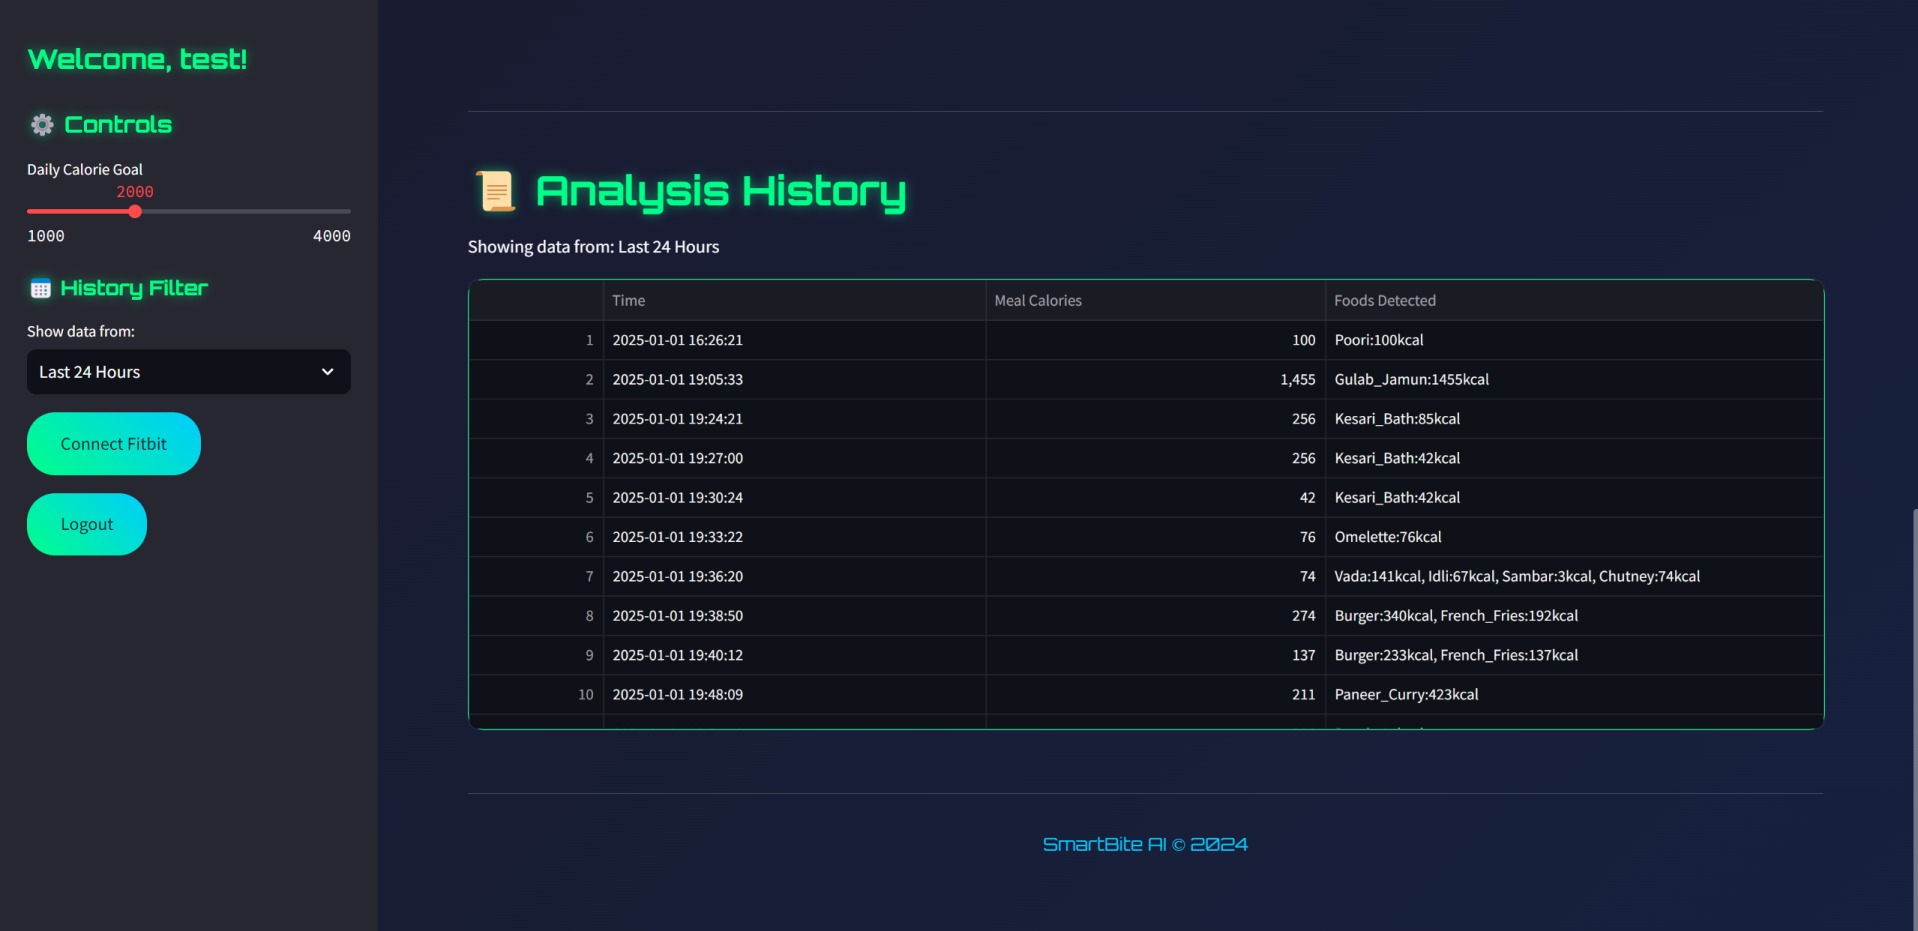 Welcome, test!
Controls
Daily Calorie Goal
2000
1000 4000
History Filter
Show data from:
Last 24 Hours
Connect Fitbit
Logout
Analysis History
Showing data from: Last 24 Hours
Time Meal Calories Foods Detected
1 2025-01-01 16:26:21 100 Poori:100kcal
2 2025-01-01 19:05:33 1,455 Gulab_Jamun:1455kcal
3 2025-01-01 19:24:21 256 Kesari_Bath:85kcal
4 2025-01-01 19:27:00 256 Kesari_Bath:42kcal
5 2025-01-01 19:30:24 42 Kesari_Bath:42kcal
6 2025-01-01 19:33:22 76 Omelette:76kcal
7 2025-01-01 19:36:20 74 Vada:141kcal, Idli:67kcal, Sambar:3kcal, Chutney:74kcal
8 2025-01-01 19:38:50 274 Burger:340kcal, French_Fries:192kcal
9 2025-01-01 19:40:12 137 Burger:233kcal, French_Fries:137kcal
10 2025-01-01 19:48:09 211 Paneer_Curry:423kcal
SmartBite AI © 2024